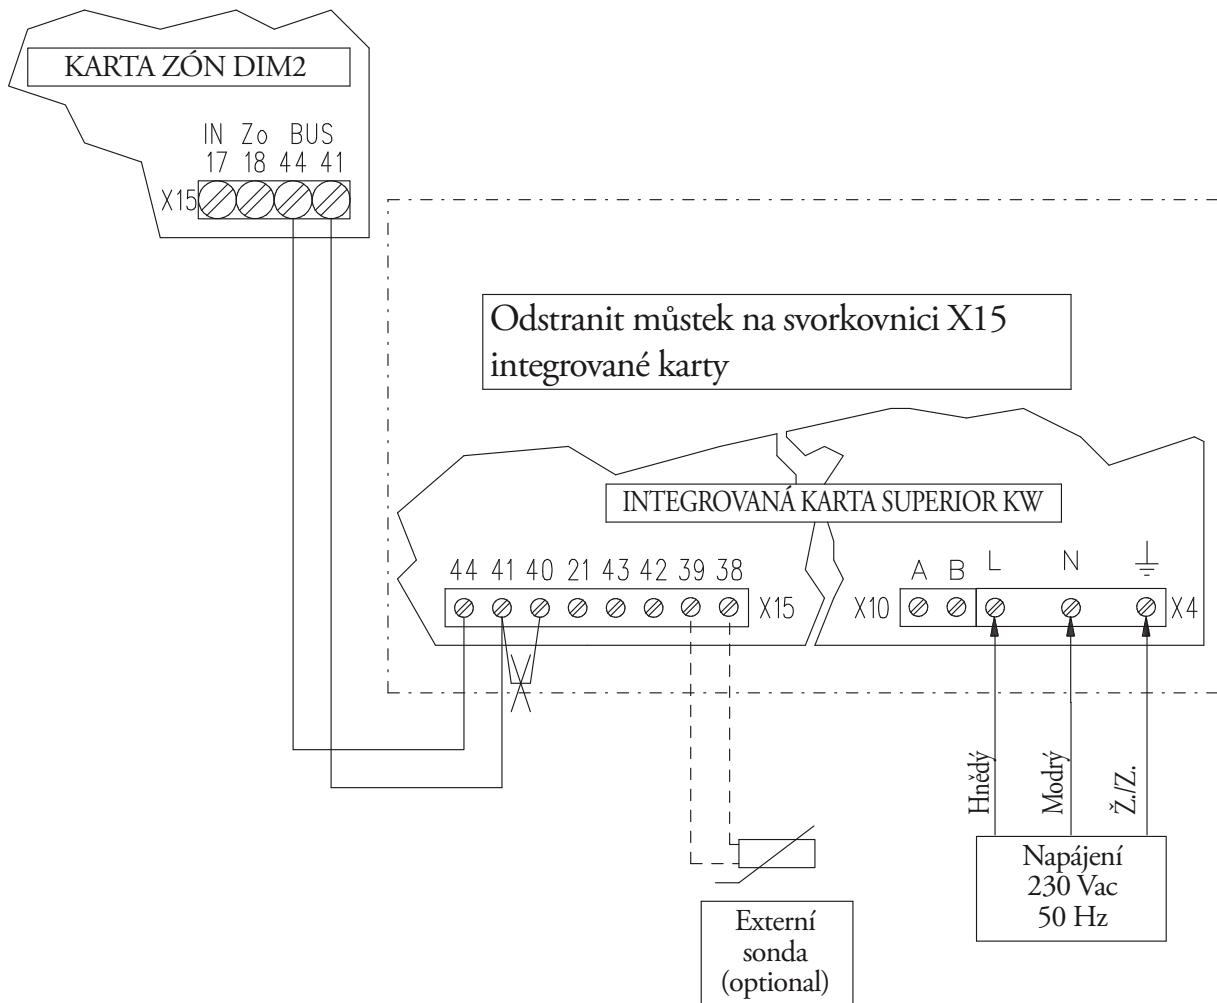 KARTA ZÓN DIM2
IN Zo BUS
17 18 44 41
X15
Odstranit můstek na svorkovnici X15
integrované karty
INTEGROVANÁ KARTA SUPERIOR KW
44 41 40 21 43 42 39 38
X15
A B L N
X10
X4
Hnědý
Modrý
Ž./Z.
Napájení
230 Vac
50 Hz
Externí
sonda
(optional)